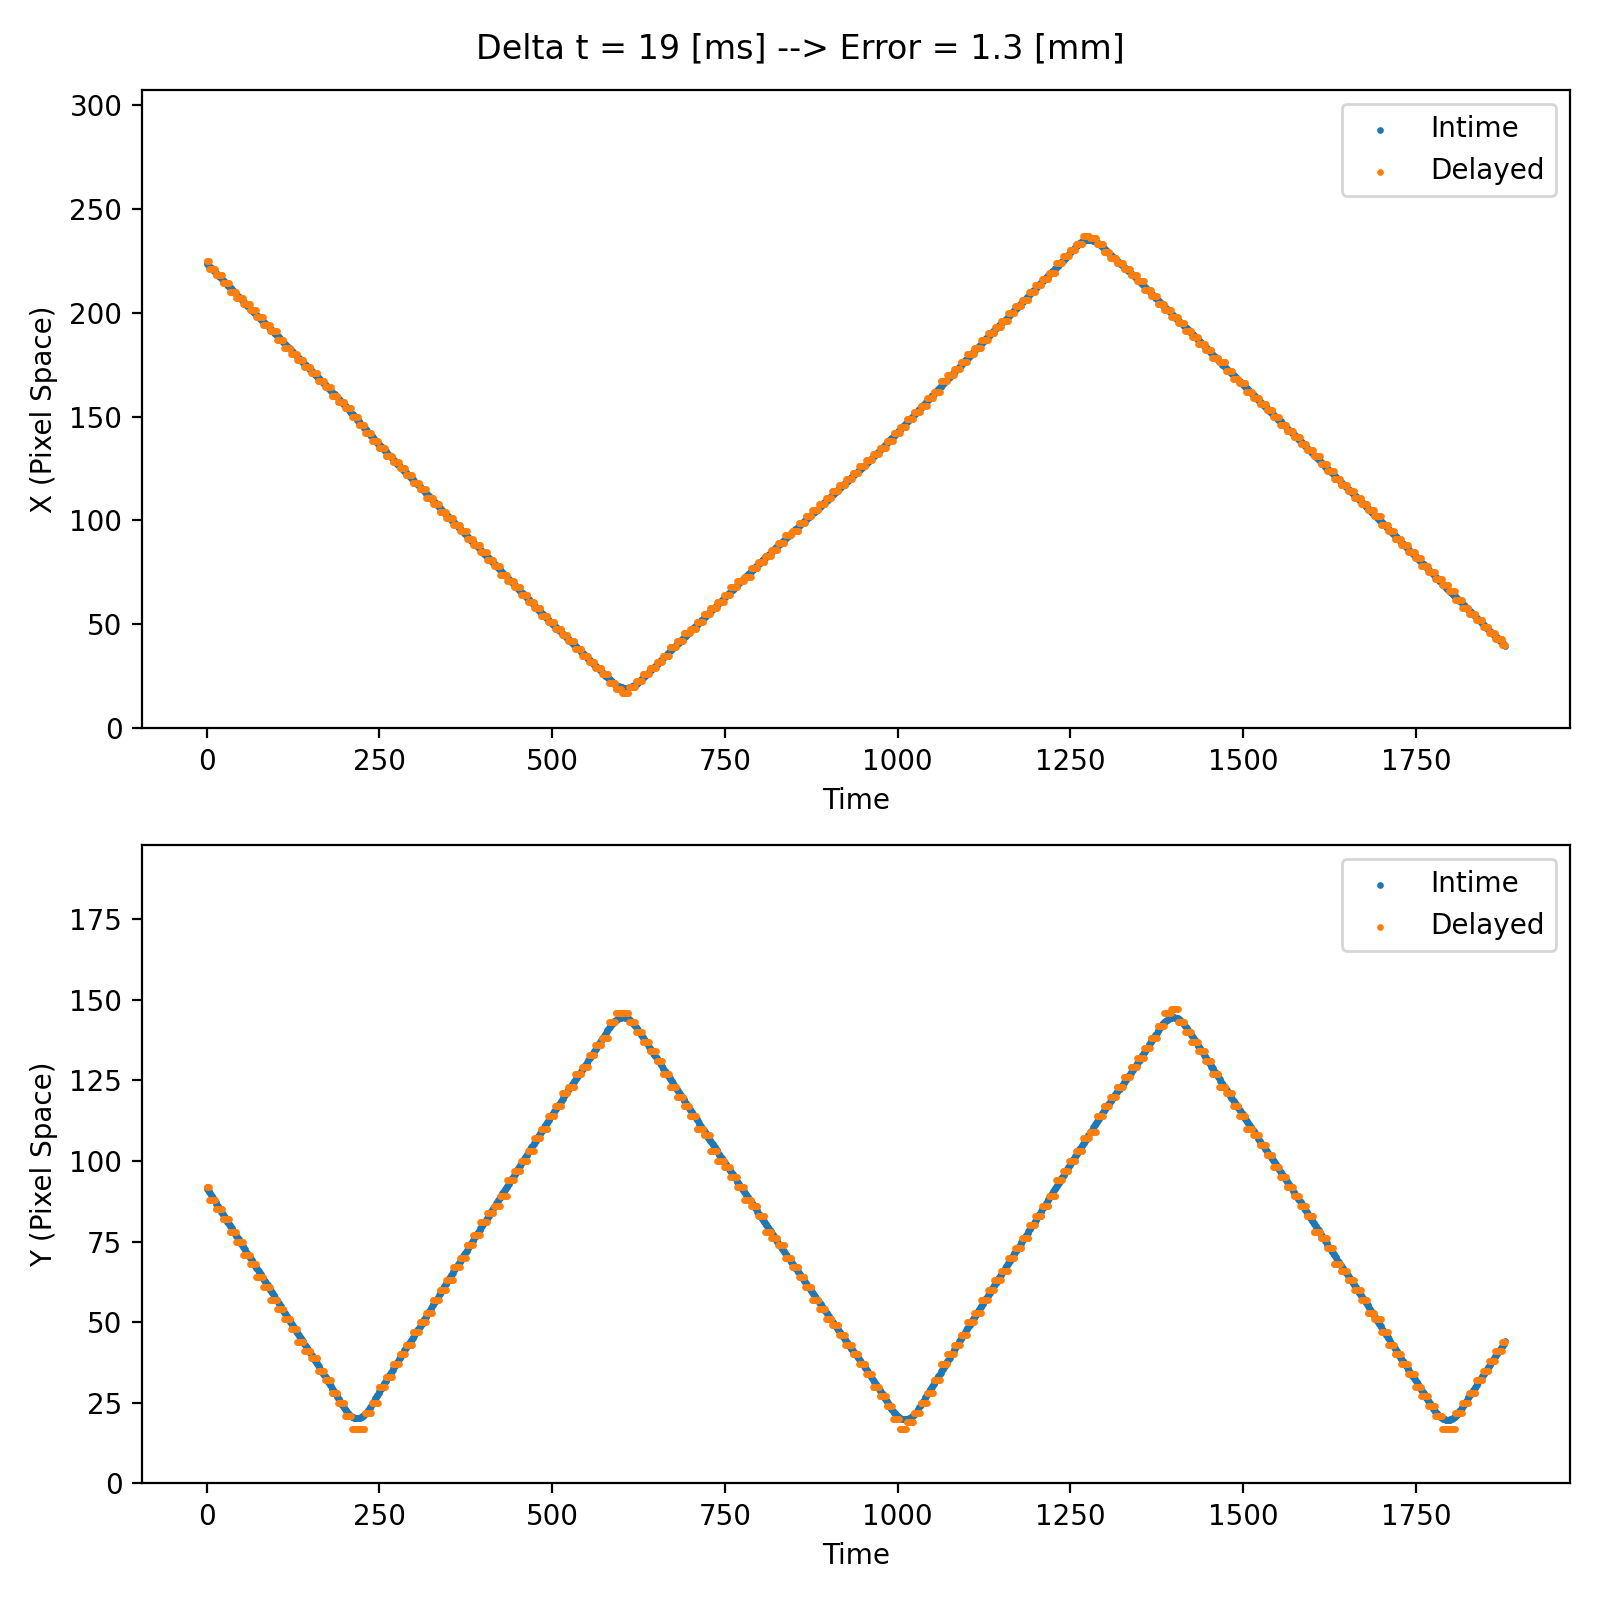 Delta t = 19 [ms] --> Error = 1.3 [mm]
300
250
200
150
100
50
0
X (Pixel Space)
Intime
Delayed
0 250 500 750 1000 1250 1500 1750
Time
175
150
125
100
75
50
25
0
Y (Pixel Space)
Intime
Delayed
0 250 500 750 1000 1250 1500 1750
Time